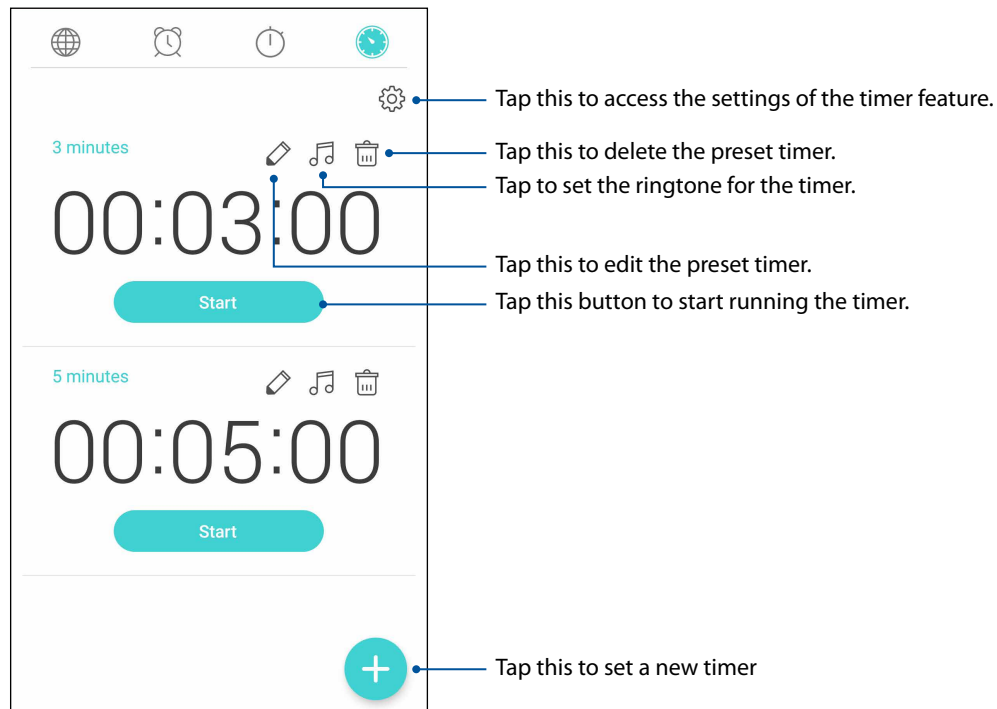 Tap this to access the settings of the timer feature.
3 minutes
Tap this to delete the preset timer.
Tap to set the ringtone for the timer.
00:03:00
Tap this to edit the preset timer.
Start
Tap this button to start running the timer.
5 minutes
00:05:00
Start
Tap this to set a new timer